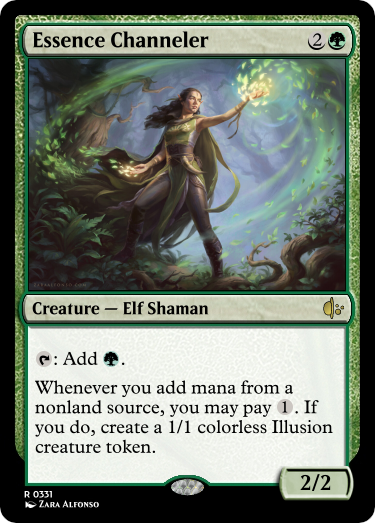 Essence Channeler 2
Creature — Elf Shaman
: Add .
Whenever you add mana from a
nonland source, you may pay 1. If
you do, create a 1/1 colorless Illusion
creature token.
2/2
R 0331
Zara Alfonso